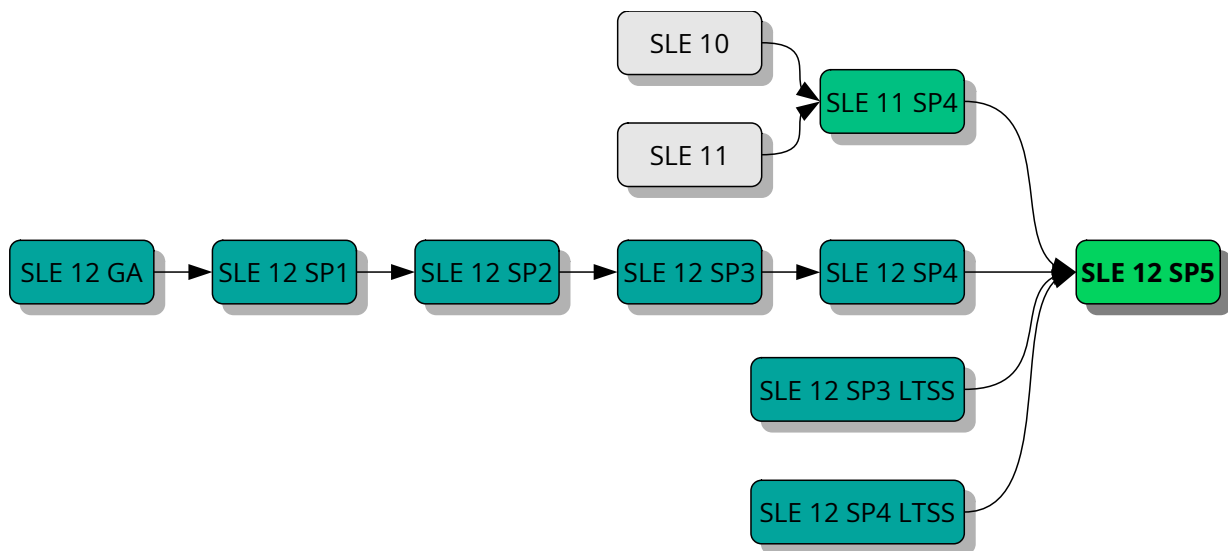 SLE 10
SLE 11 SP4
SLE 11
SLE 12 GA
SLE 12 SP1
SLE 12 SP2
SLE 12 SP3
SLE 12 SP4
SLE 12 SP5
SLE 12 SP3 LTSS
SLE 12 SP4 LTSS